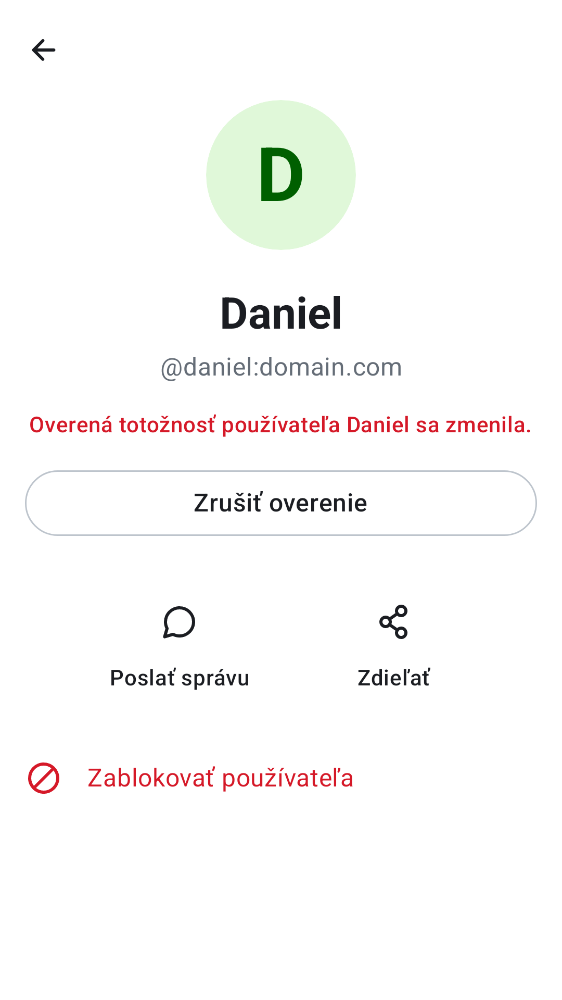 D
Daniel
@daniel:domain.com
Overená totožnosť používateľa Daniel sa zmenila.
Zrušiť overenie
Poslať správu
Zdieľať
Zablokovať používateľa